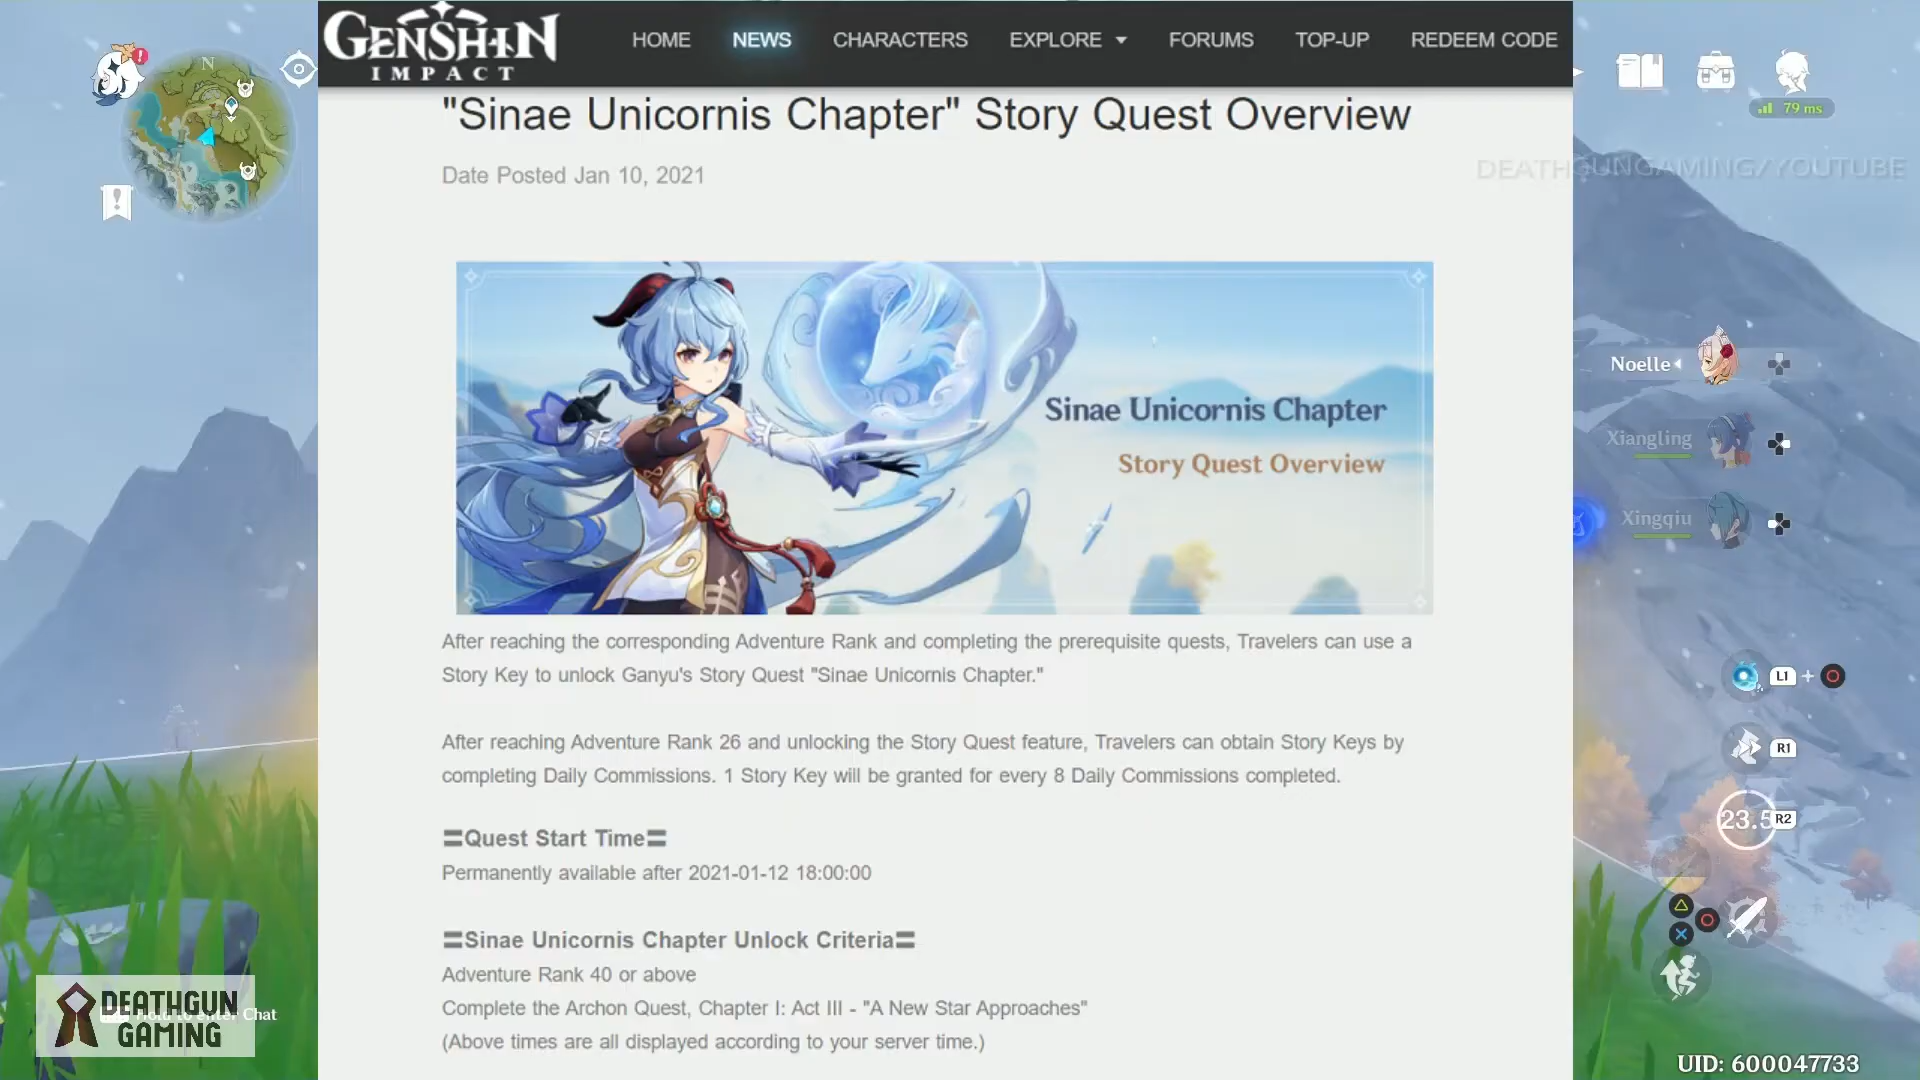 GENSHIN
IMPACT
HOME NEWS CHARACTERS EXPLORE FORUMS TOP-UP REDEEM CODE
"Sinae Unicornis Chapter" Story Quest Overview
Date Posted Jan 10, 2021
N
79 ms
DEATHGUNGAMING/YOUTUBE
Sinae Unicornis Chapter
Story Quest Overview
Noelle
Xiangling
Xingqiu
After reaching the corresponding Adventure Rank and completing the prerequisite quests, Travelers can use a
Story Key to unlock Ganyu's Story Quest "Sinae Unicornis Chapter."
After reaching Adventure Rank 26 and unlocking the Story Quest feature, Travelers can obtain Story Keys by
completing Daily Commissions. 1 Story Key will be granted for every 8 Daily Commissions completed.
L1 +
R1
23.5 R2
〓Quest Start Time〓
Permanently available after 2021-01-12 18:00:00
〓Sinae Unicornis Chapter Unlock Criteria〓
Adventure Rank 40 or above
Complete the Archon Quest, Chapter I: Act III - "A New Star Approaches"
(Above times are all displayed according to your server time.)
DEATHGUN
GAMING
Hold to enter Chat
UID: 600047733